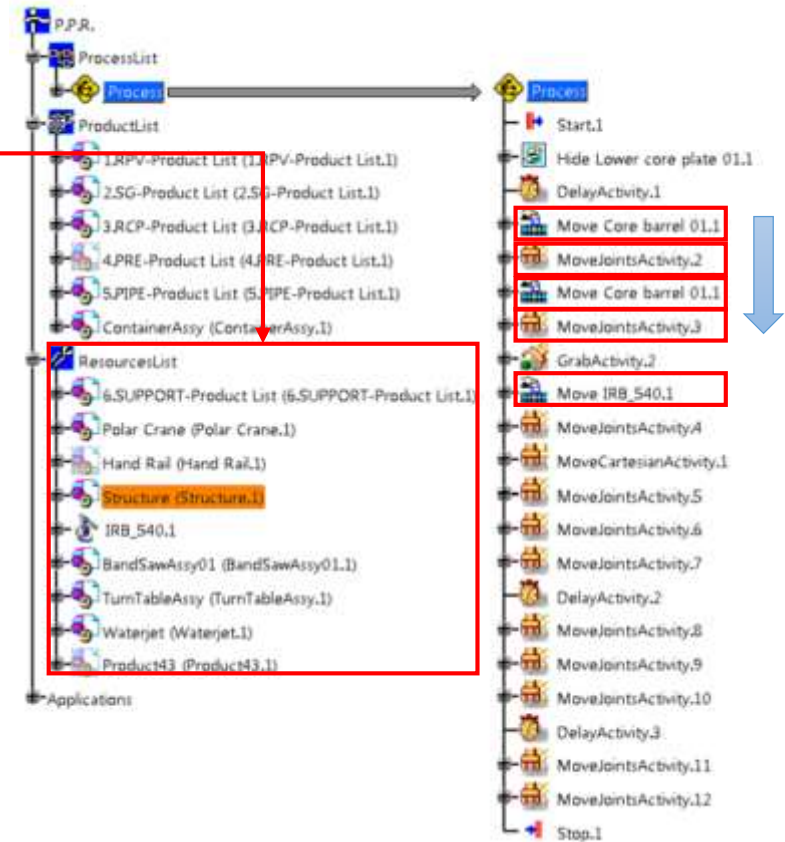 P.P.R.
ProcessList
Process
ProductList
1.RPV-Product List (1.RPV-Product List.1)
2.SG-Product List (2.SG-Product List.1)
3.RCP-Product List (3.RCP-Product List.1)
4.PRE-Product List (4.PRE-Product List.1)
5.PIPE-Product List (5.PIPE-Product List.1)
ContainerAssy (ContainerAssy.1)
ResourcesList
6.SUPPORT-Product List (6.SUPPORT-Product List.1)
Polar Crane (Polar Crane.1)
Hand Rail (Hand Rail.1)
Structure (Structure.1)
IRB_540.1
BandSawAssy01 (BandSawAssy01.1)
TurnTableAssy (TurnTableAssy.1)
Waterjet (Waterjet.1)
Product43 (Product43.1)
Applications
Process
Start.1
Hide Lower core plate 01.1
DelayActivity.1
Move Core barrel 01.1
MoveJointsActivity.2
Move Core barrel 01.1
MoveJointsActivity.3
GrabActivity.2
Move IRB_540.1
MoveJointsActivity.4
MoveCartesianActivity.1
MoveJointsActivity.5
MoveJointsActivity.6
MoveJointsActivity.7
DelayActivity.2
MoveJointsActivity.8
MoveJointsActivity.9
MoveJointsActivity.10
DelayActivity.3
MoveJointsActivity.11
MoveJointsActivity.12
Stop.1